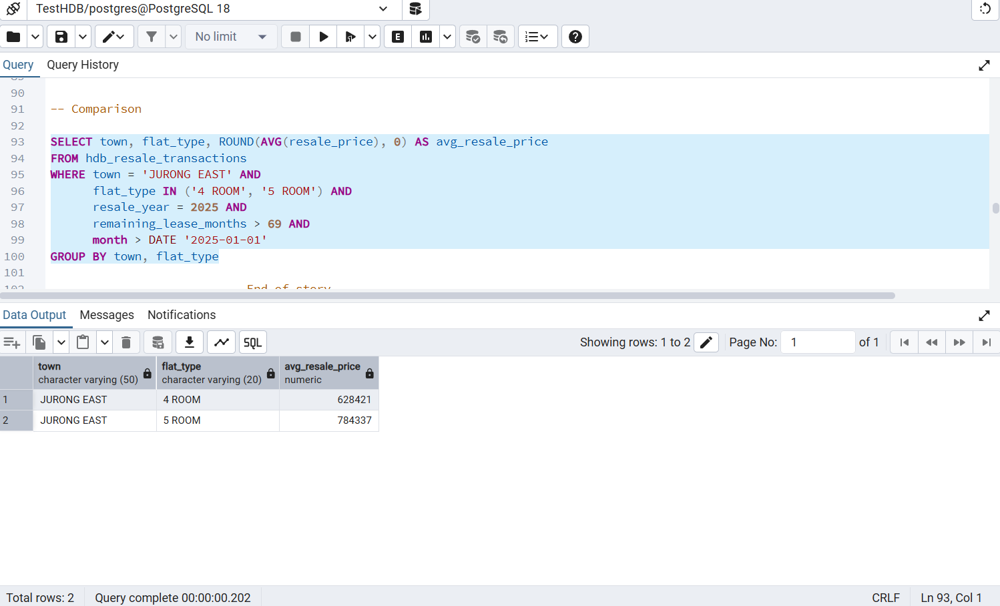 TestHDB/postgres@PostgreSQL 18
No limit
E
Query Query History
90
91 -- Comparison
92
93 SELECT town, flat_type, ROUND(AVG(resale_price), 0) AS avg_resale_price
94 FROM hdb_resale_transactions
95 WHERE town = 'JURONG EAST' AND
96 flat_type IN ('4 ROOM', '5 ROOM') AND
97 resale_year = 2025 AND
98 remaining_lease_months > 69 AND
99 month > DATE '2025-01-01'
100 GROUP BY town, flat_type
101
102 End of story
Data Output Messages Notifications
SQL Showing rows: 1 to 2 Page No: 1 of 1
town flat_type avg_resale_price
character varying (50) character varying (20) numeric
1 JURONG EAST 4 ROOM 628421
2 JURONG EAST 5 ROOM 784337
Total rows: 2 Query complete 00:00:00.202 CRLF Ln 93, Col 1